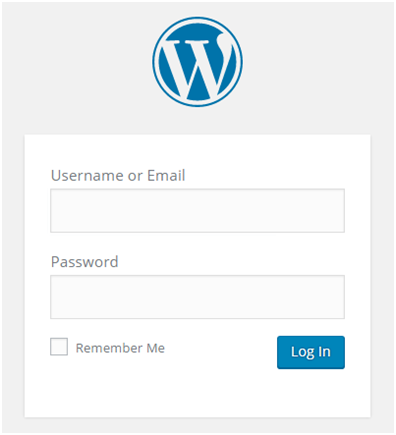 Username or Email
Password
Remember Me
Log In